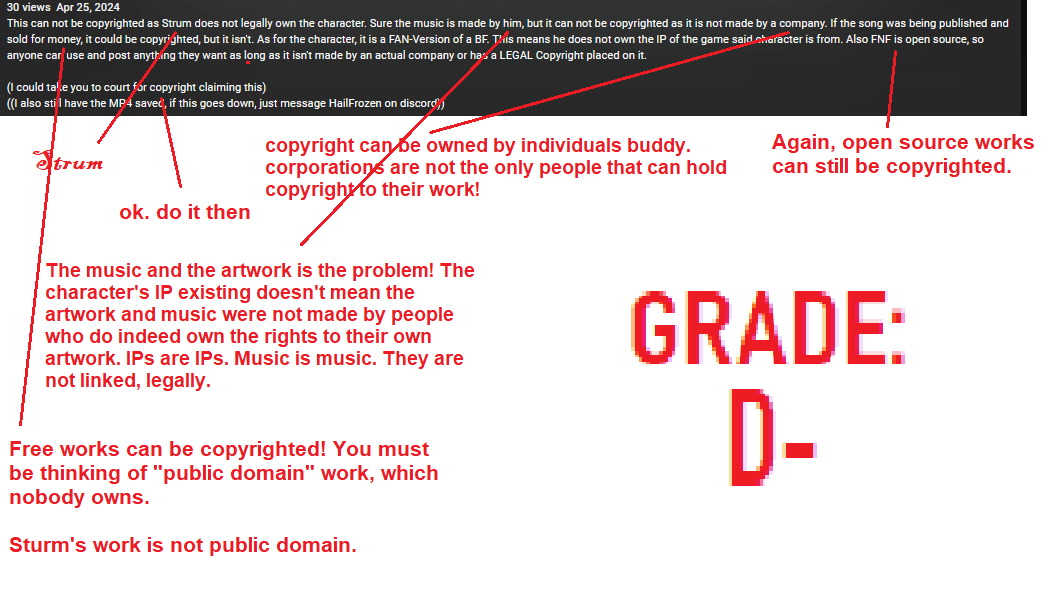 30 views  Apr 25, 2024
This can not be copyrighted as Strum does not legally own the character. Sure the music is made by him, but it can not be copyrighted as it is not made by a company. If the song was being published and
sold for money, it could be copyrighted, but it isn't. As for the character, it is a FAN-Version of a BF. This means he does not own the IP of the game said character is from. Also FNF is open source, so
anyone can use and post anything they want as long as it isn't made by an actual company or has a LEGAL Copyright placed on it.
(I could take you to court for copyright claiming this)
((I also still have the MP4 saved, if this goes down, just message HailFrozen on discord))
Strum
ok. do it then
copyright can be owned by individuals buddy.
corporations are not the only people that can hold
copyright to their work!
Again, open source works
can still be copyrighted.
The music and the artwork is the problem! The
character's IP existing doesn't mean the
artwork and music were not made by people
who do indeed own the rights to their own
artwork. IPs are IPs. Music is music. They are
not linked, legally.
GRADE:
D-
Free works can be copyrighted! You must
be thinking of "public domain" work, which
nobody owns.
Sturm's work is not public domain.